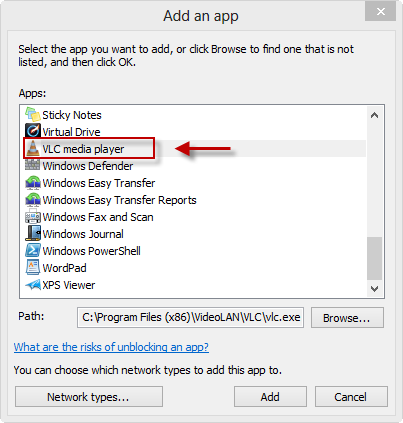 Add an app
Select the app you want to add, or click Browse to find one that is not
listed, and then click OK.
Apps:
Sticky Notes
Virtual Drive
VLC media player
Windows Defender
Windows Easy Transfer
Windows Easy Transfer Reports
Windows Fax and Scan
Windows Journal
Windows PowerShell
WordPad
XPS Viewer
Path: C:\Program Files (x86)\VideoLAN\VLC\vlc.exe Browse...
What are the risks of unblocking an app?
You can choose which network types to add this app to.
Network types... Add Cancel